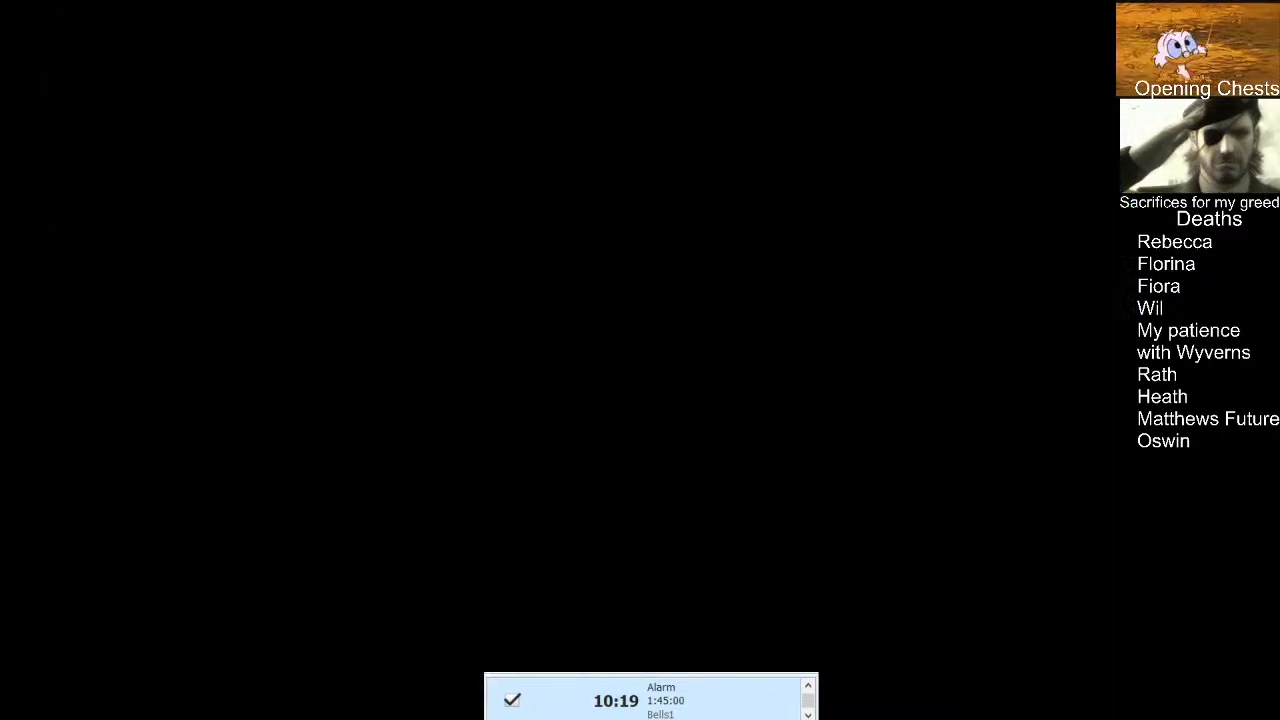 Opening Chests
Sacrifices for my greed
Deaths
Rebecca
Florina
Fiora
Wil
My patience
with Wyverns
Rath
Heath
Matthews Future
Oswin
Alarm
10:19
1:45:00
Bells1